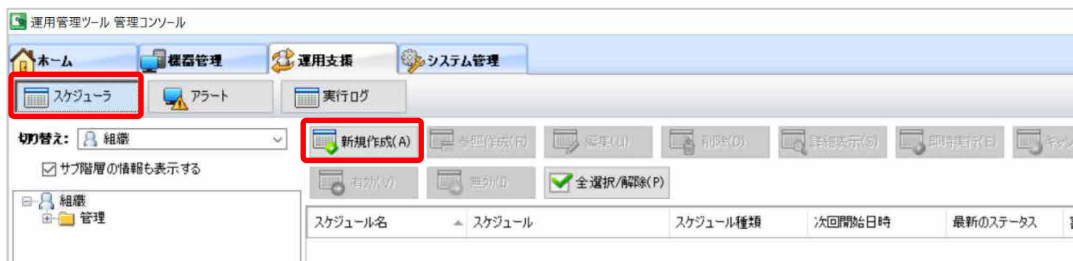 運用管理ツール 管理コンソール
ホーム 機器管理 運用支援 システム管理
スケジューラ アラート 実行ログ
切り替え: 組織
新規作成(A) 参照作成(R) 編集(U) 削除(D) 詳細表示(S) 即時実行(E) キャン
サブ階層の情報も表示する
有効(V) 無効(I) 全選択/解除(P)
組織
管理
スケジュール名 スケジュール スケジュール種類 次回開始日時 最新のステータス